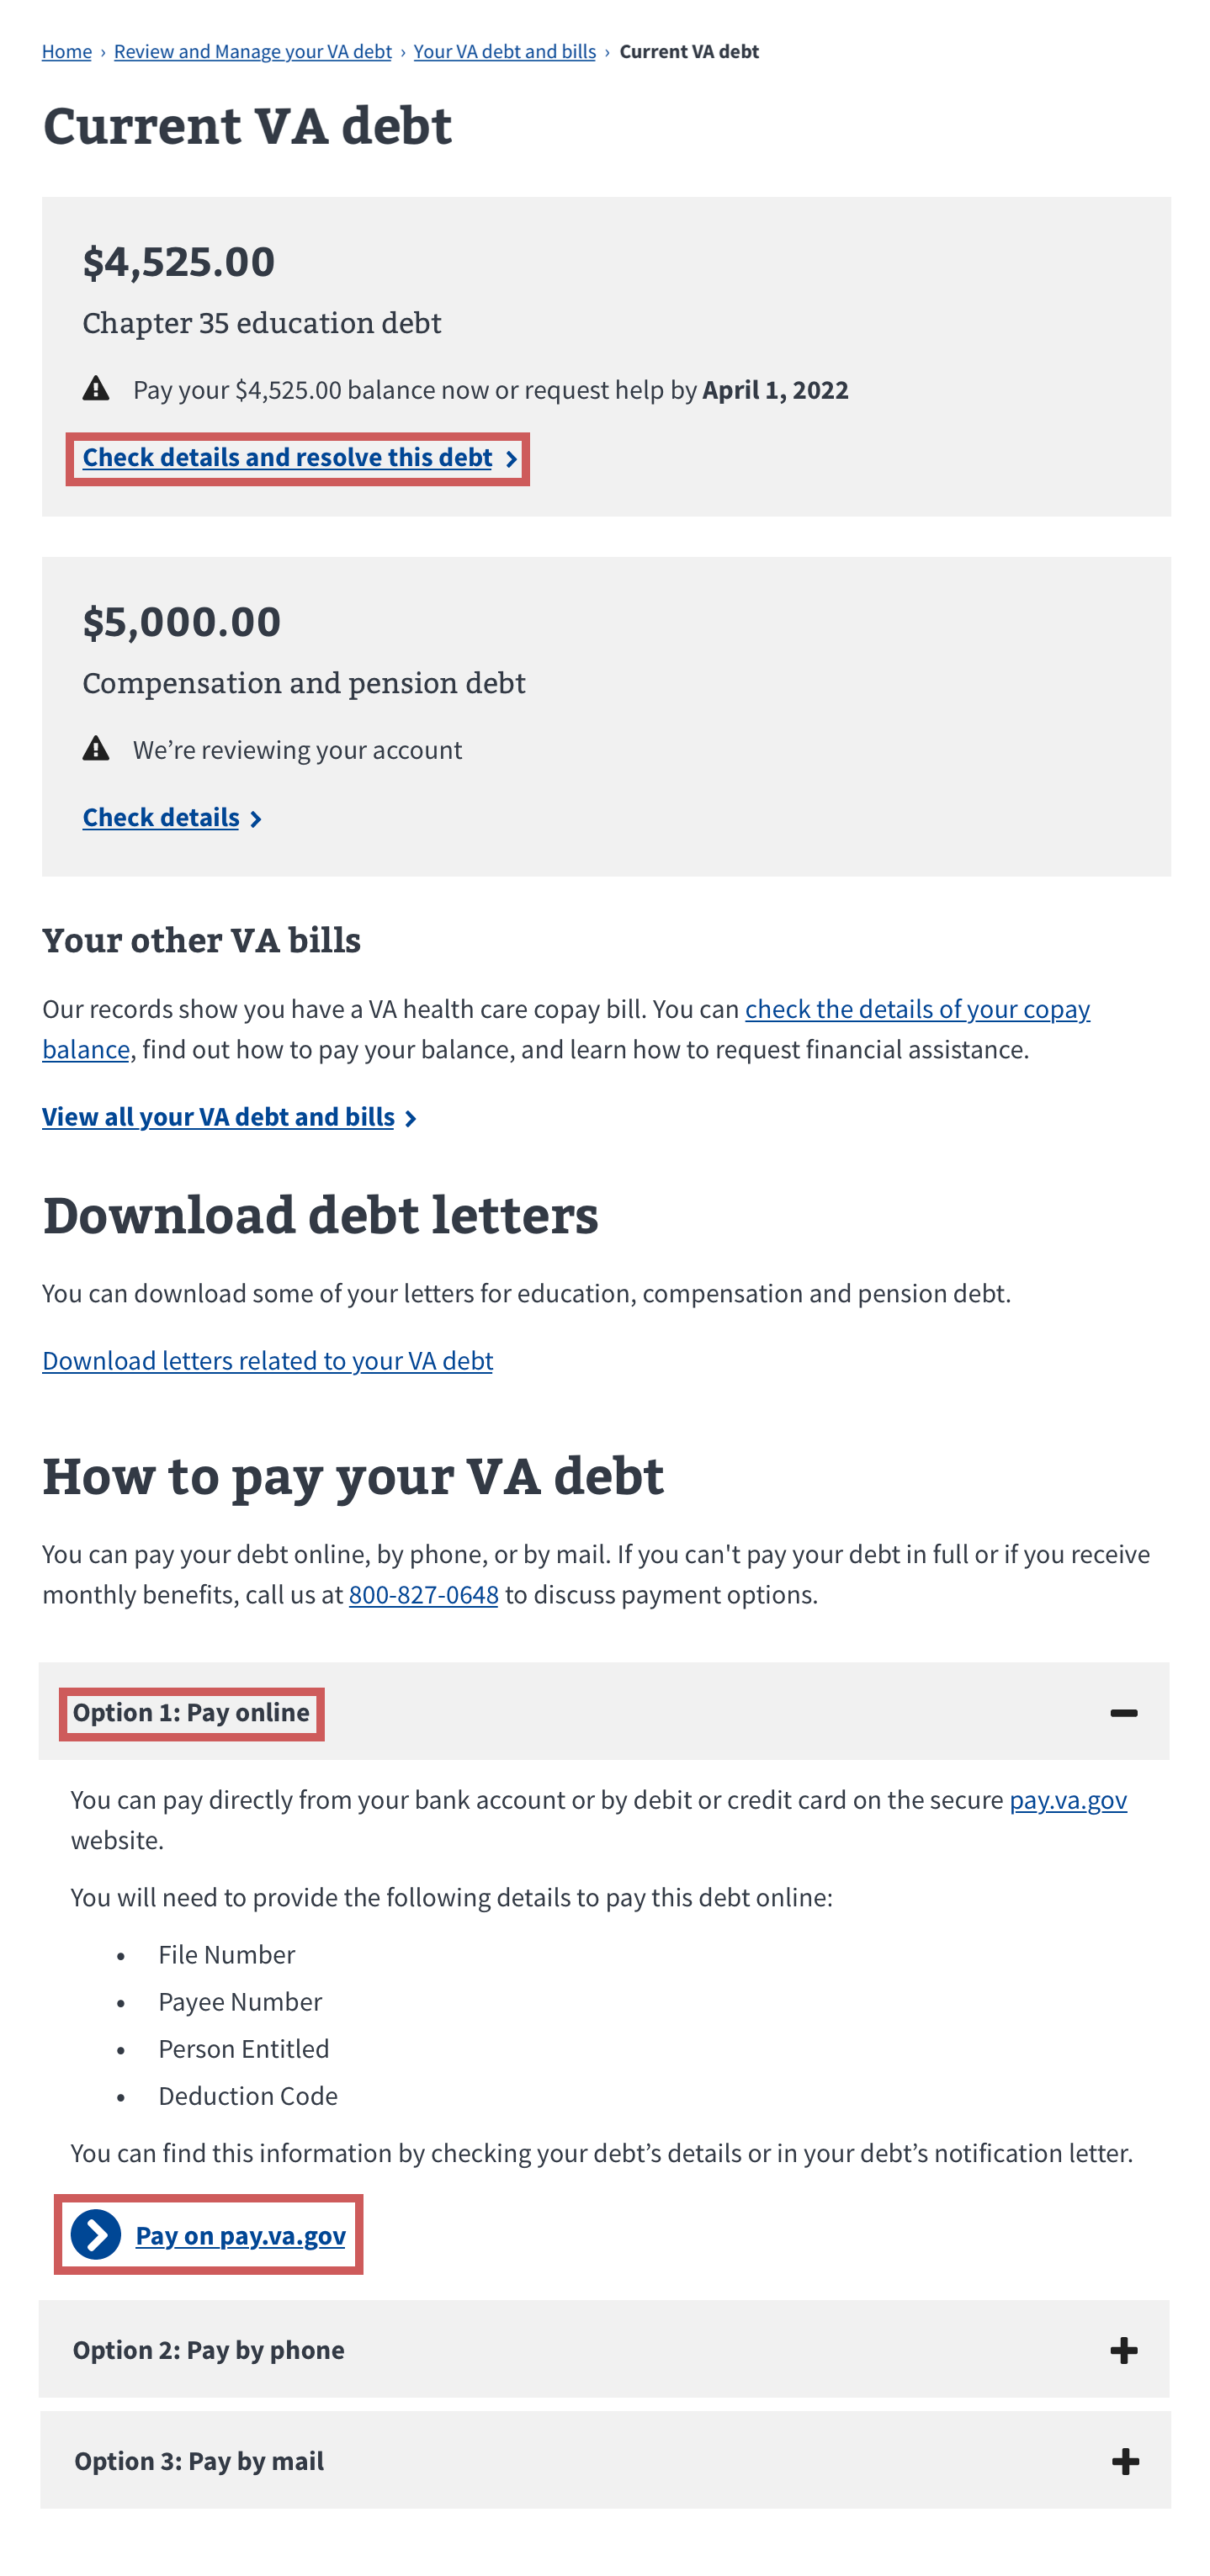 Home › Review and Manage your VA debt › Your VA debt and bills › Current VA debt
Current VA debt
$4,525.00
Chapter 35 education debt
Pay your $4,525.00 balance now or request help by April 1, 2022
Check details and resolve this debt
$5,000.00
Compensation and pension debt
We’re reviewing your account
Check details
Your other VA bills
Our records show you have a VA health care copay bill. You can check the details of your copay
balance, find out how to pay your balance, and learn how to request financial assistance.
View all your VA debt and bills
Download debt letters
You can download some of your letters for education, compensation and pension debt.
Download letters related to your VA debt
How to pay your VA debt
You can pay your debt online, by phone, or by mail. If you can't pay your debt in full or if you receive
monthly benefits, call us at 800-827-0648 to discuss payment options.
Option 1: Pay online
You can pay directly from your bank account or by debit or credit card on the secure pay.va.gov
website.
You will need to provide the following details to pay this debt online:
• File Number
• Payee Number
• Person Entitled
• Deduction Code
You can find this information by checking your debt’s details or in your debt’s notification letter.
Pay on pay.va.gov
Option 2: Pay by phone
Option 3: Pay by mail